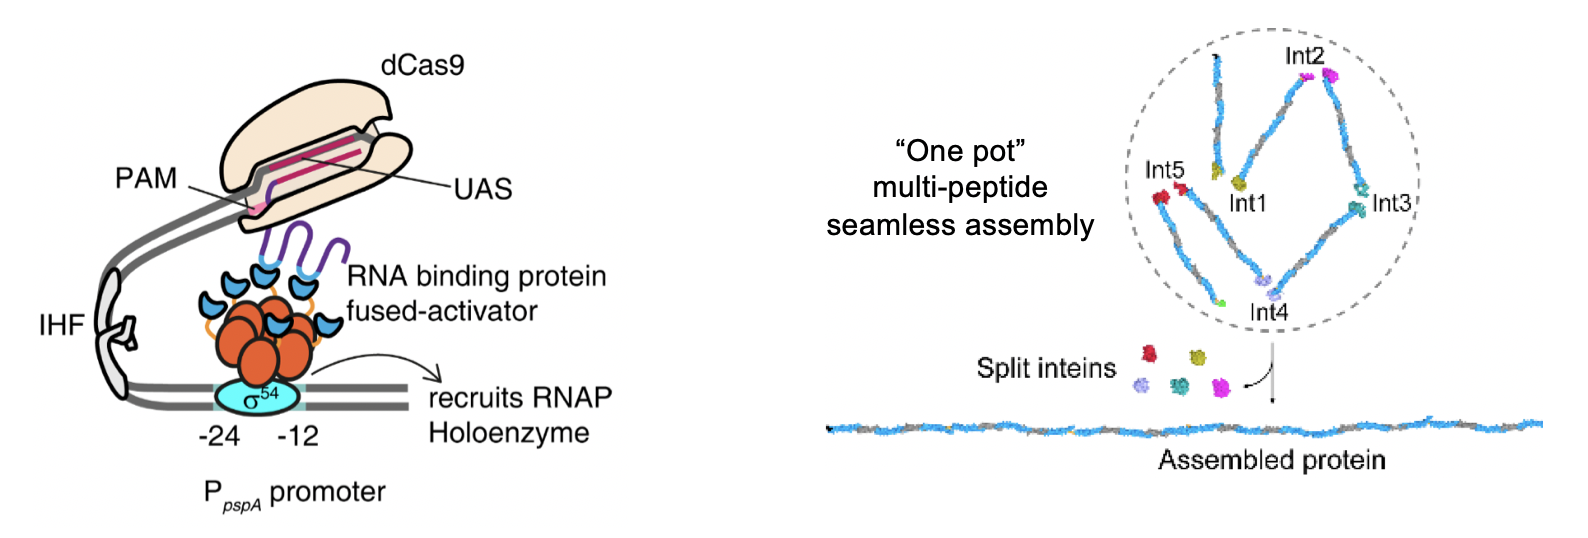 dCas9
PAM
UAS
RNA binding protein
fused-activator
IHF
σ54
recruits RNAP
Holoenzyme
-24
-12
PpspA promoter
“One pot”
multi-peptide
seamless assembly
Int2
Int5
Int1
Int3
Int4
Split inteins
Assembled protein